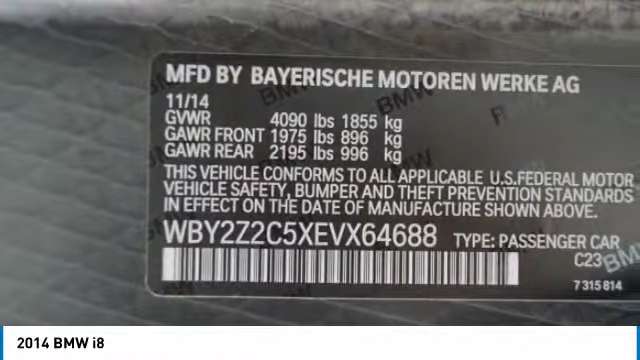 MFD BY BAYERISCHE MOTOREN WERKE AG
11/14
GVWR 4090 lbs 1855 kg
GAWR FRONT 1975 lbs 896 kg
GAWR REAR 2195 lbs 996 kg
THIS VEHICLE CONFORMS TO ALL APPLICABLE U.S.FEDERAL MOTOR
VEHICLE SAFETY, BUMPER AND THEFT PREVENTION STANDARDS
IN EFFECT ON THE DATE OF MANUFACTURE SHOWN ABOVE.
WBY2Z2C5XEVX64688 TYPE: PASSENGER CAR
C23
7 315 814
2014 BMW i8